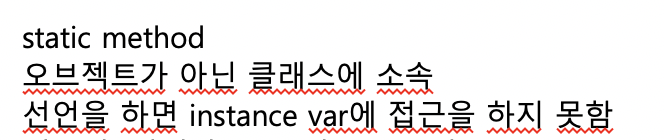 static method
오브젝트가 아닌 클래스에 소속
선언을 하면 instance var에 접근을 하지 못함